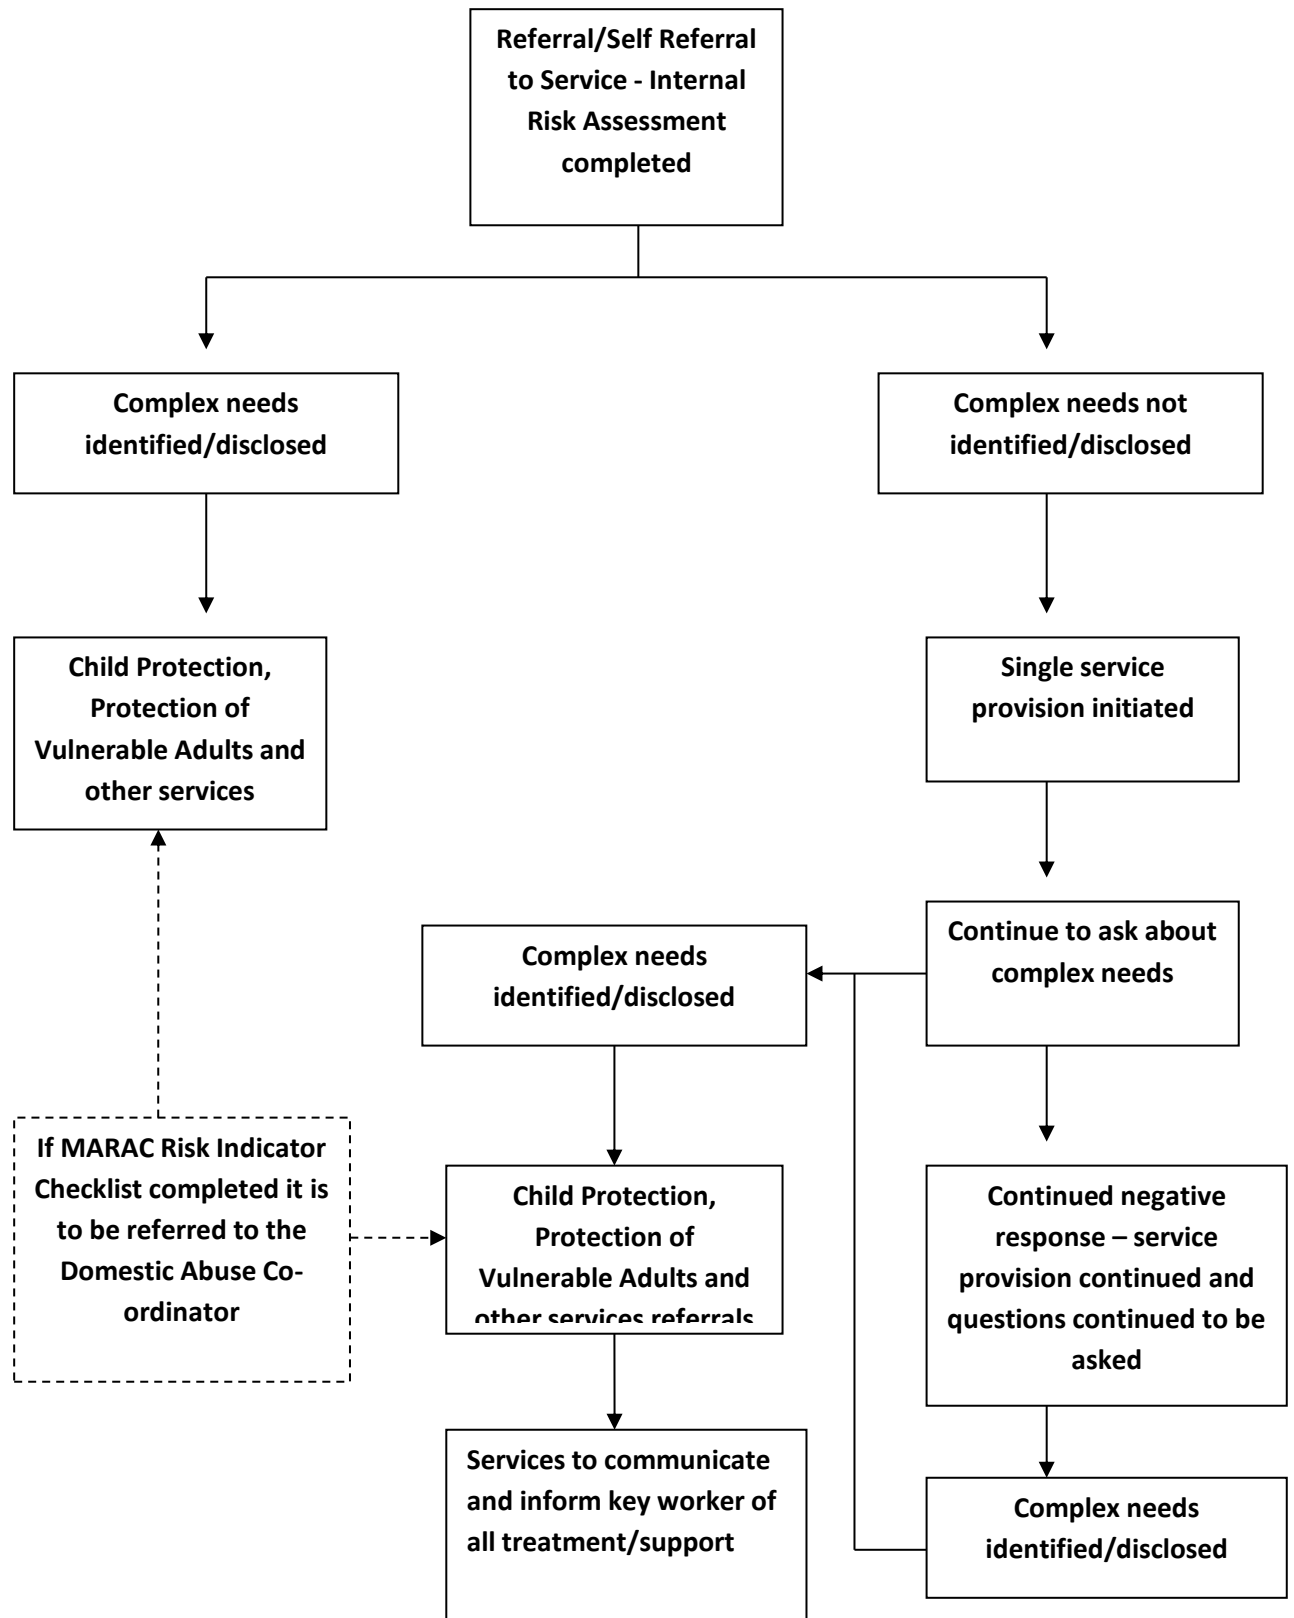 Referral/Self Referral
to Service - Internal
Risk Assessment
completed
Complex needs
identified/disclosed
Complex needs not
identified/disclosed
Child Protection,
Protection of
Vulnerable Adults and
other services
Single service
provision initiated
Continue to ask about
complex needs
Complex needs
identified/disclosed
If MARAC Risk Indicator
Checklist completed it is
to be referred to the
Domestic Abuse Co-
ordinator
Child Protection,
Protection of
Vulnerable Adults and
other services referrals
Continued negative
response – service
provision continued and
questions continued to be
asked
Services to communicate
and inform key worker of
all treatment/support
Complex needs
identified/disclosed